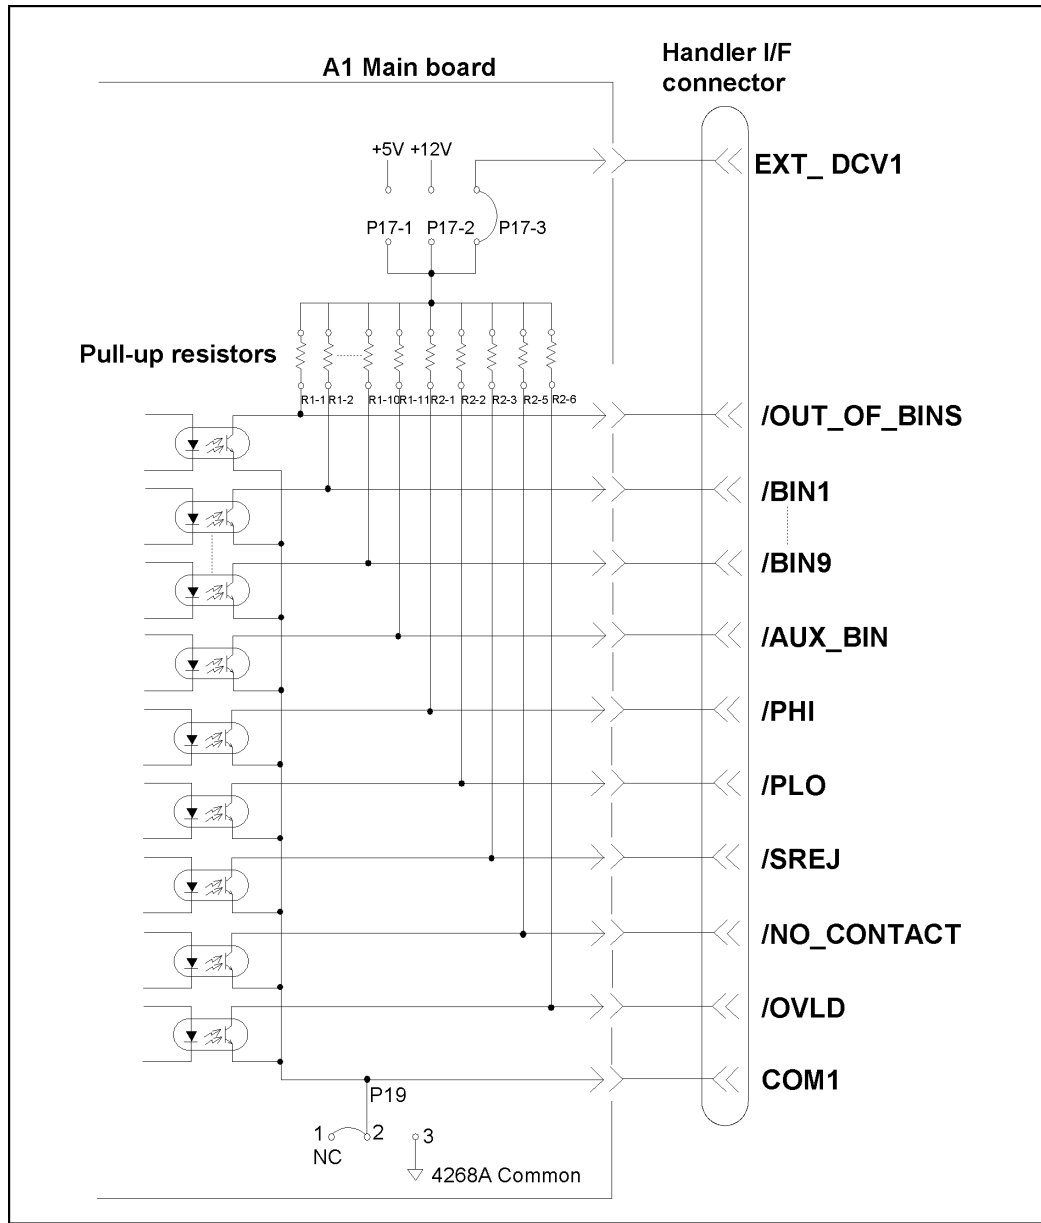 A1 Main board
Handler I/F
connector
+5V +12V
EXT_ DCV1
P17-1 P17-2 P17-3
Pull-up resistors
R1-1 R1-2 R1-10 R1-11 R2-1 R2-2 R2-3 R2-5 R2-6
/OUT_OF_BINS
/BIN1
/BIN9
/AUX_BIN
/PHI
/PLO
/SREJ
/NO_CONTACT
/OVLD
COM1
P19
1 2 3
NC
4268A Common